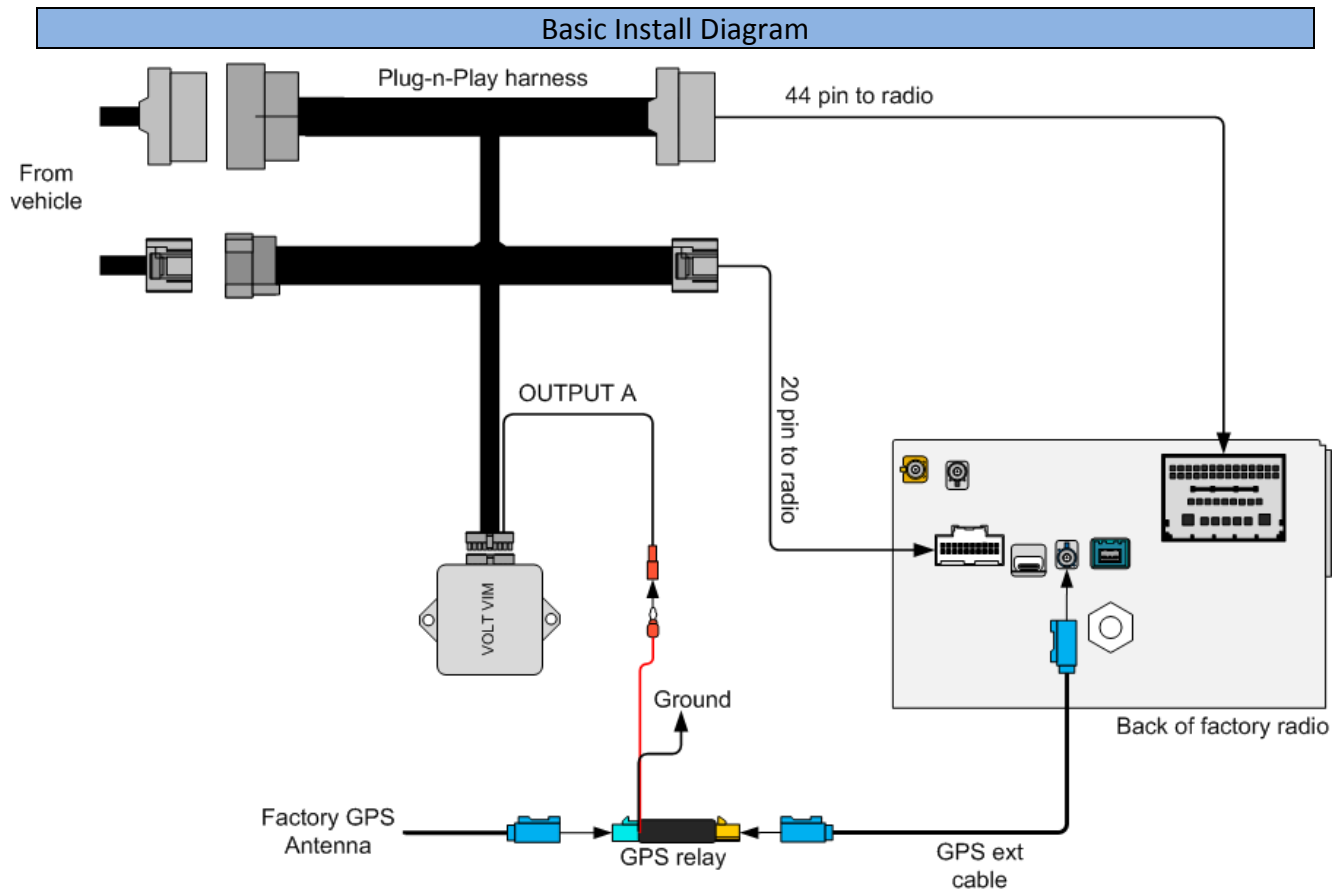 Basic Install Diagram
Plug-n-Play harness
44 pin to radio
From
vehicle
OUTPUT A
20 pin to radio
VOLT VIM
Ground
Back of factory radio
Factory GPS
Antenna
GPS relay
GPS ext
cable